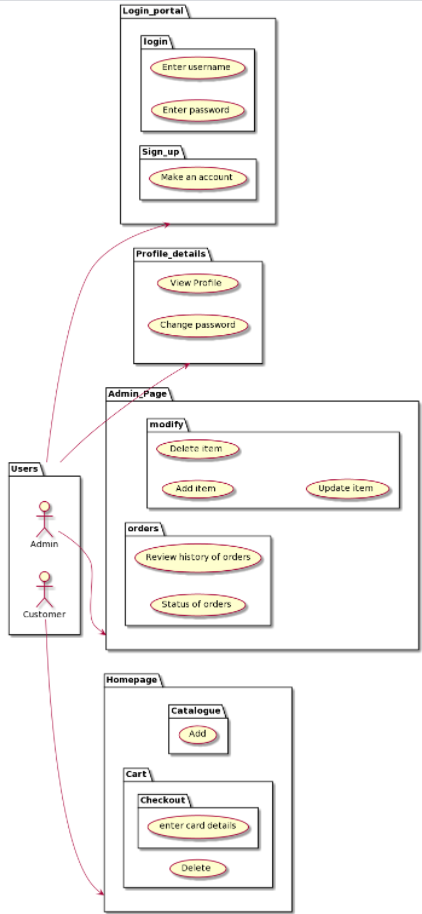 Login_portal
login
Enter username
Enter password
Sign_up
Make an account
Profile_details
View Profile
Change password
Admin_Page
modify
Delete item
Add item
Update item
Users
Admin
Customer
orders
Review history of orders
Status of orders
Homepage
Catalogue
Add
Cart
Checkout
enter card details
Delete